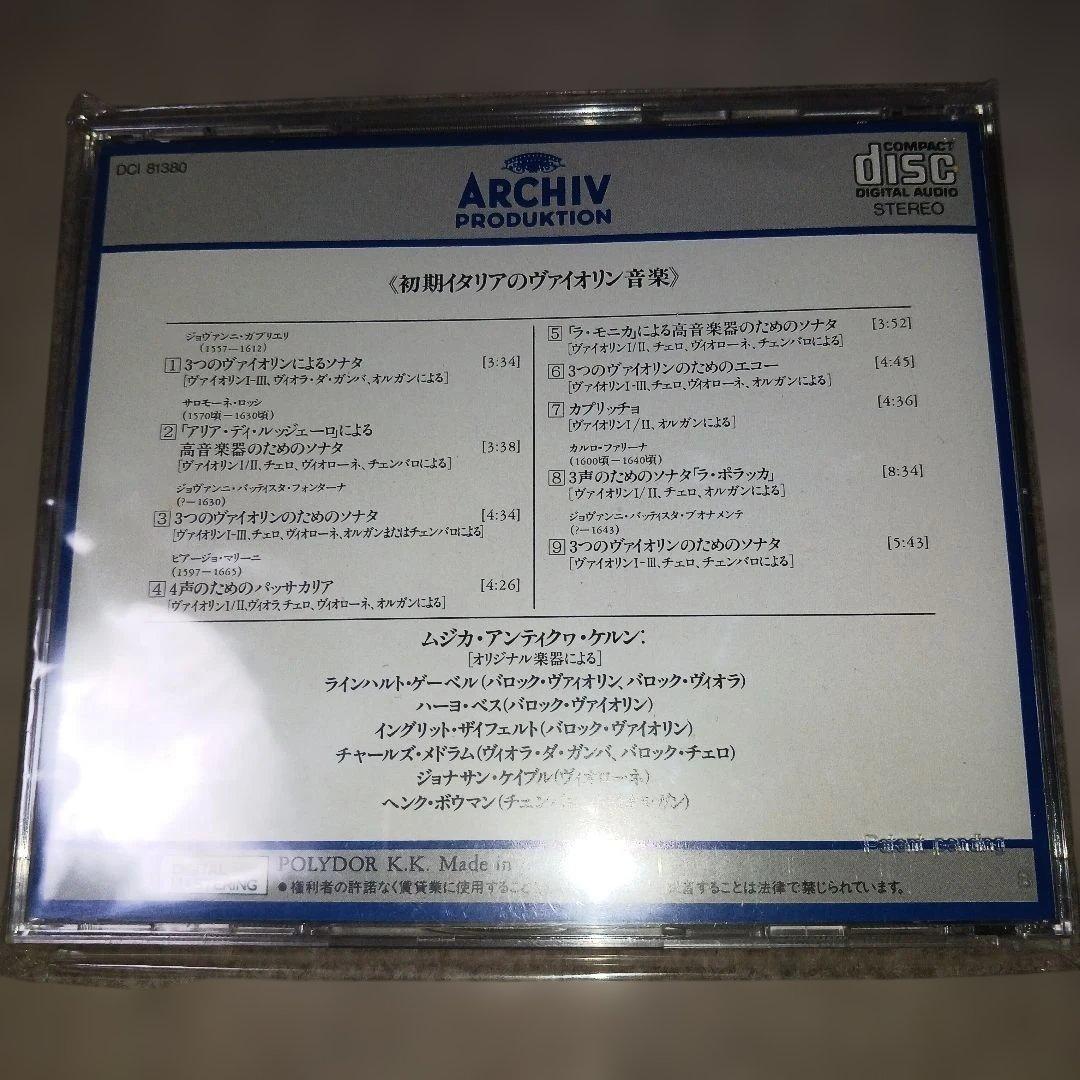 DCI 81380
ARCHIV
PRODUKTION
COMPACT
disc
DIGITAL AUDIO
STEREO
《初期イタリアのヴァイオリン音楽》
ジョヴァンニ・ガブリエリ
(1557—1612)
1 3つのヴァイオリンによるソナタ [3:34]
[ヴァイオリンI-III、ヴィオラ・ダ・ガンバ、オルガンによる]
サロモーネ・ロッシ
(1570頃—1630頃)
2 「アリア・ディ・ルッジェーロ」による
高音楽器のためのソナタ [3:38]
[ヴァイオリンI/II、チェロ、ヴィオローネ、チェンバロによる]
ジョヴァンニ・バッティスタ・フォンターナ
(?—1630)
3 3つのヴァイオリンのためのソナタ [4:34]
[ヴァイオリンI-III、チェロ、ヴィオローネ、オルガンまたはチェンバロによる]
ビアージョ・マリーニ
(1597—1665)
4 4声のためのパッサカリア [4:26]
[ヴァイオリンI/II、ヴィオラ、チェロ、ヴィオローネ、オルガンによる]
5 「ラ・モニカ」による高音楽器のためのソナタ [3:52]
[ヴァイオリンI/II、チェロ、ヴィオローネ、チェンバロによる]
6 3つのヴァイオリンのためのエコー [4:45]
[ヴァイオリンI-III、チェロ、ヴィオローネ、オルガンによる]
7 カプリッチョ [4:36]
[ヴァイオリンI/II、オルガンによる]
カルロ・ファリーナ
(1600頃—1640頃)
8 3声のためのソナタ「ラ・ポラッカ」 [8:34]
[ヴァイオリンI/II、チェロ、オルガンによる]
ジョヴァンニ・バッティスタ・ブオナメンテ
(?—1643)
9 3つのヴァイオリンのためのソナタ [5:43]
[ヴァイオリンI-III、チェロ、チェンバロによる]
ムジカ・アンティクヮ・ケルン:
[オリジナル楽器による]
ラインハルト・ゲーベル(バロック・ヴァイオリン、バロック・ヴィオラ)
ハーヨ・ベス(バロック・ヴァイオリン)
イングリット・ザイフェルト(バロック・ヴァイオリン)
チャールズ・メドラム(ヴィオラ・ダ・ガンバ、バロック・チェロ)
ジョナサン・ケイブル(ヴィオローネ)
ヘンク・ボウマン(チェン
Patent pending
DIGITAL
MASTERING
POLYDOR K.K. Made in
●権利者の許諾なく賃貸業に使用すること
することは法律で禁じられています。